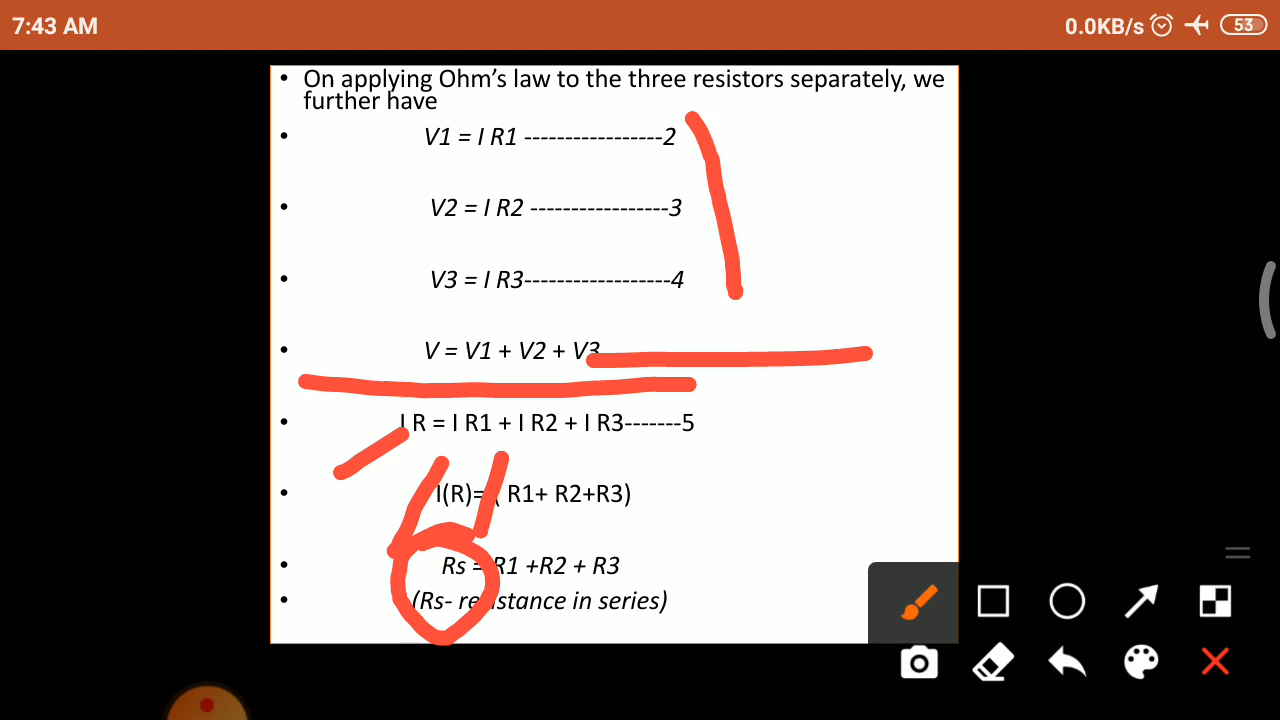 7:43 AM
0.0KB/s 53
• On applying Ohm's law to the three resistors separately, we
further have
• V1 = I R1 -----------------2
• V2 = I R2 -----------------3
• V3 = I R3------------------4
• V = V1 + V2 + V3
• I R = I R1 + I R2 + I R3-------5
• I(R)= ( R1+ R2+R3)
• Rs = R1 +R2 + R3
• (Rs- resistance in series)